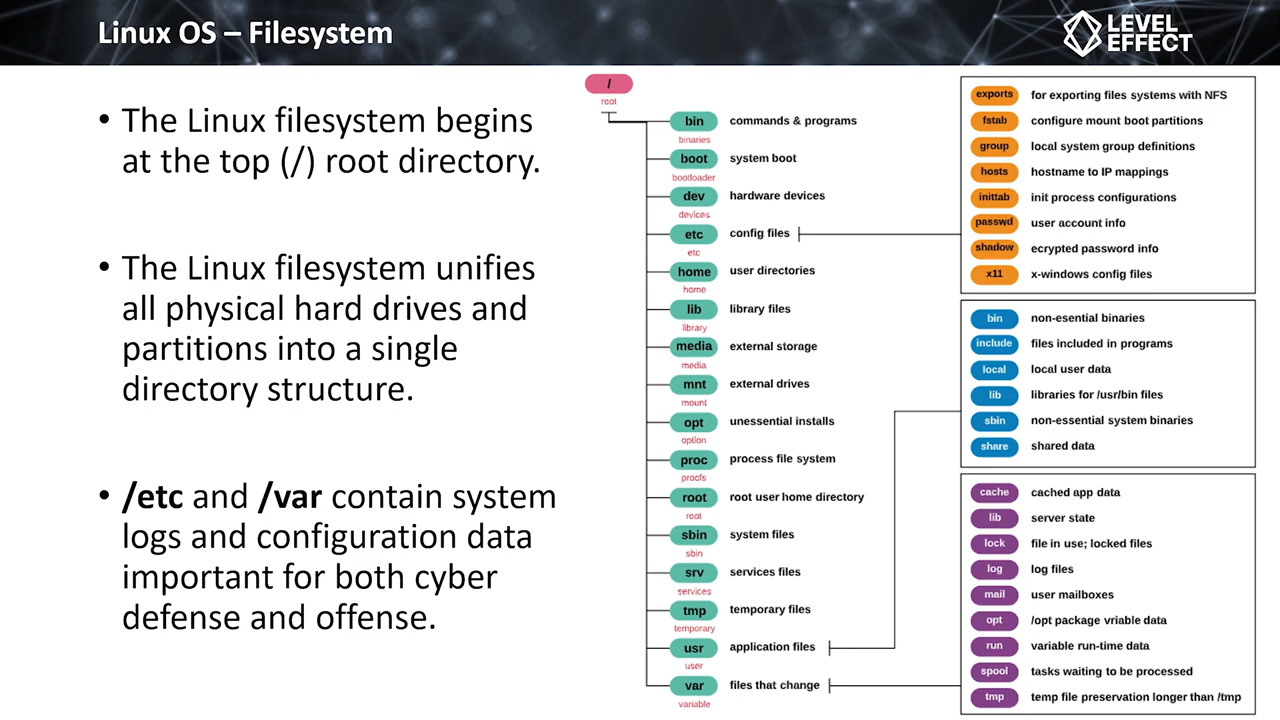 Linux OS – Filesystem
LEVEL
EFFECT
• The Linux filesystem begins
at the top (/) root directory.
• The Linux filesystem unifies
all physical hard drives and
partitions into a single
directory structure.
• /etc and /var contain system
logs and configuration data
important for both cyber
defense and offense.
/
root
bin commands & programs
binaries
boot system boot
bootloader
dev hardware devices
devices
etc config files
etc
home user directories
home
lib library files
library
media external storage
media
mnt external drives
mount
opt unessential installs
option
proc process file system
procfs
root root user home directory
root
sbin system files
sbin
srv services files
services
tmp temporary files
temporary
usr application files
user
var files that change
variable
exports for exporting files systems with NFS
fstab configure mount boot partitions
group local system group definitions
hosts hostname to IP mappings
inittab init process configurations
passwd user account info
shadow ecrypted password info
x11 x-windows config files
bin non-esential binaries
include files included in programs
local local user data
lib libraries for /usr/bin files
sbin non-essential system binaries
share shared data
cache cached app data
lib server state
lock file in use; locked files
log log files
mail user mailboxes
opt /opt package vriable data
run variable run-time data
spool tasks waiting to be processed
tmp temp file preservation longer than /tmp